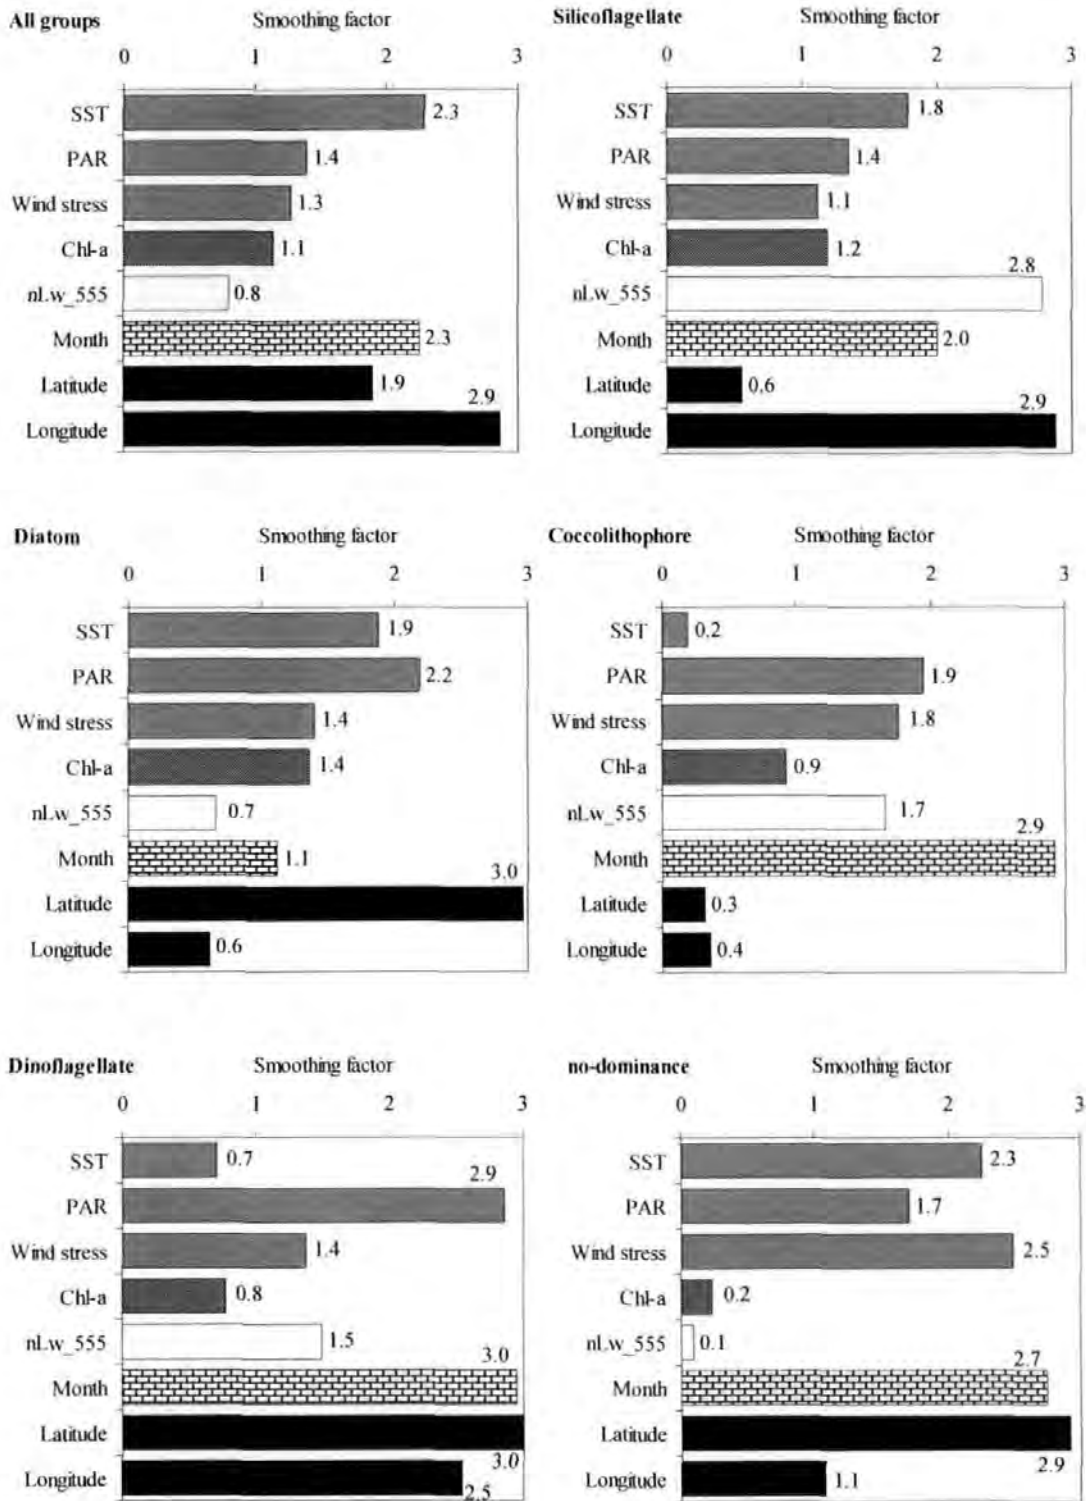 All groups Smoothing factor
0 1 2 3
SST 2.3
PAR 1.4
Wind stress 1.3
Chl-a 1.1
nLw_555 0.8
Month 2.3
Latitude 1.9
Longitude 2.9
Silicoflagellate Smoothing factor
0 1 2 3
SST 1.8
PAR 1.4
Wind stress 1.1
Chl-a 1.2
nLw_555 2.8
Month 2.0
Latitude 0.6
Longitude 2.9
Diatom Smoothing factor
0 1 2 3
SST 1.9
PAR 2.2
Wind stress 1.4
Chl-a 1.4
nLw_555 0.7
Month 1.1
Latitude 3.0
Longitude 0.6
Coccolithophore Smoothing factor
0 1 2 3
SST 0.2
PAR 1.9
Wind stress 1.8
Chl-a 0.9
nLw_555 1.7
Month 2.9
Latitude 0.3
Longitude 0.4
Dinoflagellate Smoothing factor
0 1 2 3
SST 0.7
PAR 2.9
Wind stress 1.4
Chl-a 0.8
nLw_555 1.5
Month 3.0
Latitude 3.0
Longitude 2.5
no-dominance Smoothing factor
0 1 2 3
SST 2.3
PAR 1.7
Wind stress 2.5
Chl-a 0.2
nLw_555 0.1
Month 2.7
Latitude 2.9
Longitude 1.1